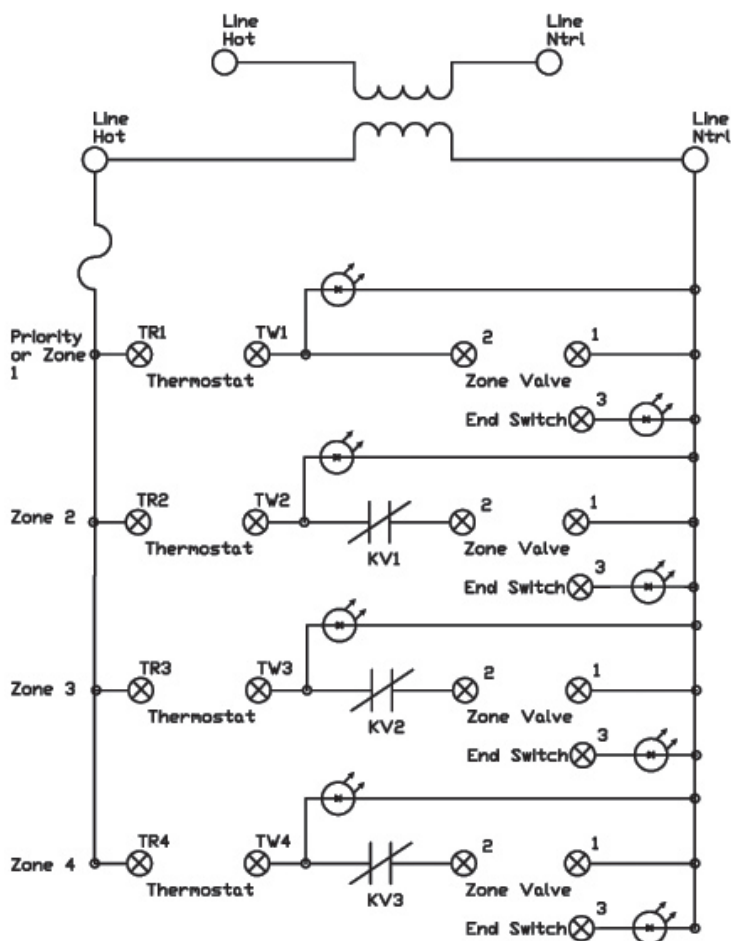 Line
Hot
Line
Ntrl
Line
Hot
Line
Ntrl
Priority
or Zone
1
TR1
TW1
Thermostat
2
1
Zone Valve
3
End Switch
Zone 2
TR2
TW2
Thermostat
KV1
2
1
Zone Valve
3
End Switch
Zone 3
TR3
TW3
Thermostat
KV2
2
1
Zone Valve
3
End Switch
Zone 4
TR4
TW4
Thermostat
KV3
2
1
Zone Valve
3
End Switch